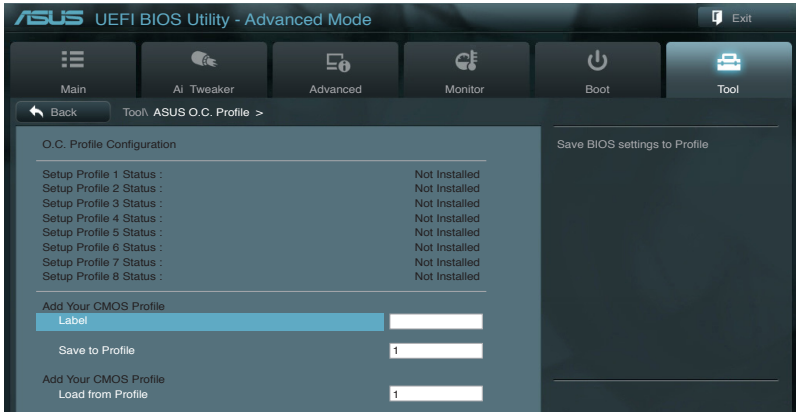 ASUS UEFI BIOS Utility - Advanced Mode
Exit
Main
Ai Tweaker
Advanced
Monitor
Boot
Tool
Back
Tool\ ASUS O.C. Profile >
O.C. Profile Configuration
Save BIOS settings to Profile
Setup Profile 1 Status : Not Installed
Setup Profile 2 Status : Not Installed
Setup Profile 3 Status : Not Installed
Setup Profile 4 Status : Not Installed
Setup Profile 5 Status : Not Installed
Setup Profile 6 Status : Not Installed
Setup Profile 7 Status : Not Installed
Setup Profile 8 Status : Not Installed
Add Your CMOS Profile
Label
Save to Profile 1
Add Your CMOS Profile
Load from Profile 1